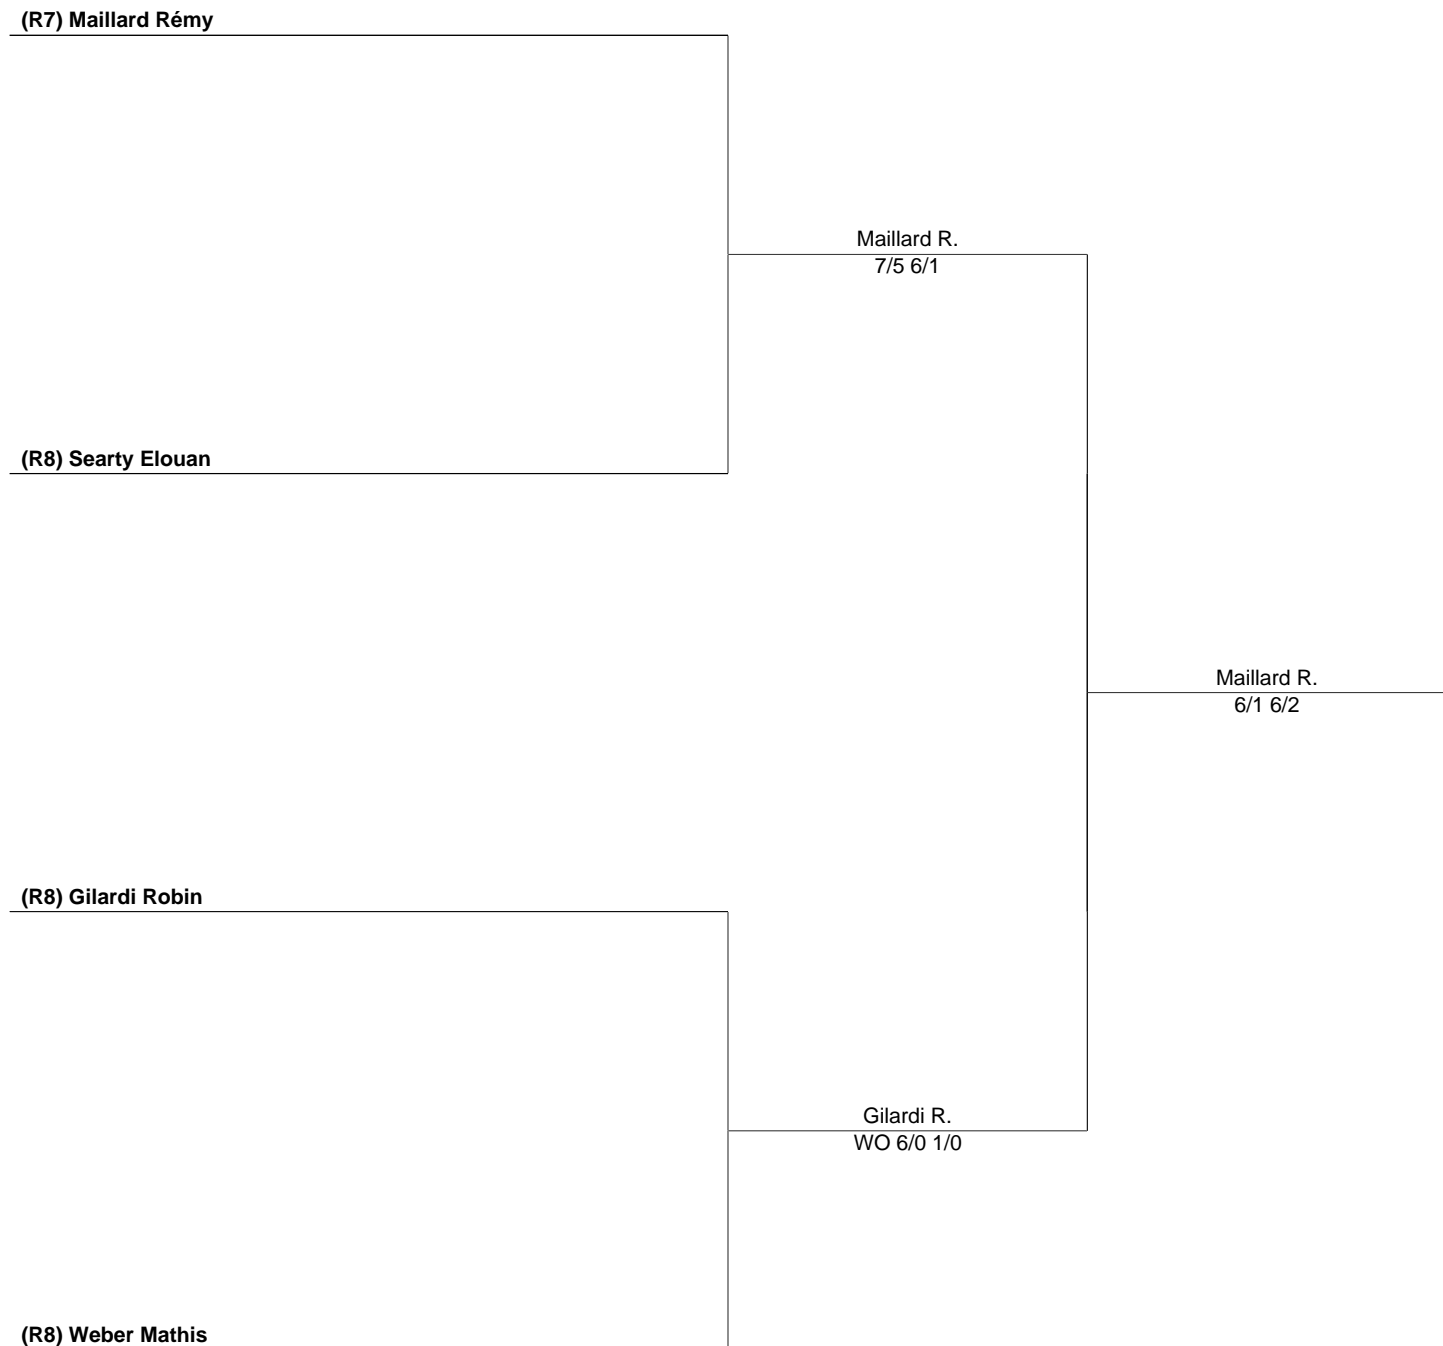 (R7) Maillard Rémy
Maillard R.
7/5 6/1
(R8) Searty Elouan
Maillard R.
6/1 6/2
(R8) Gilardi Robin
Gilardi R.
WO 6/0 1/0
(R8) Weber Mathis